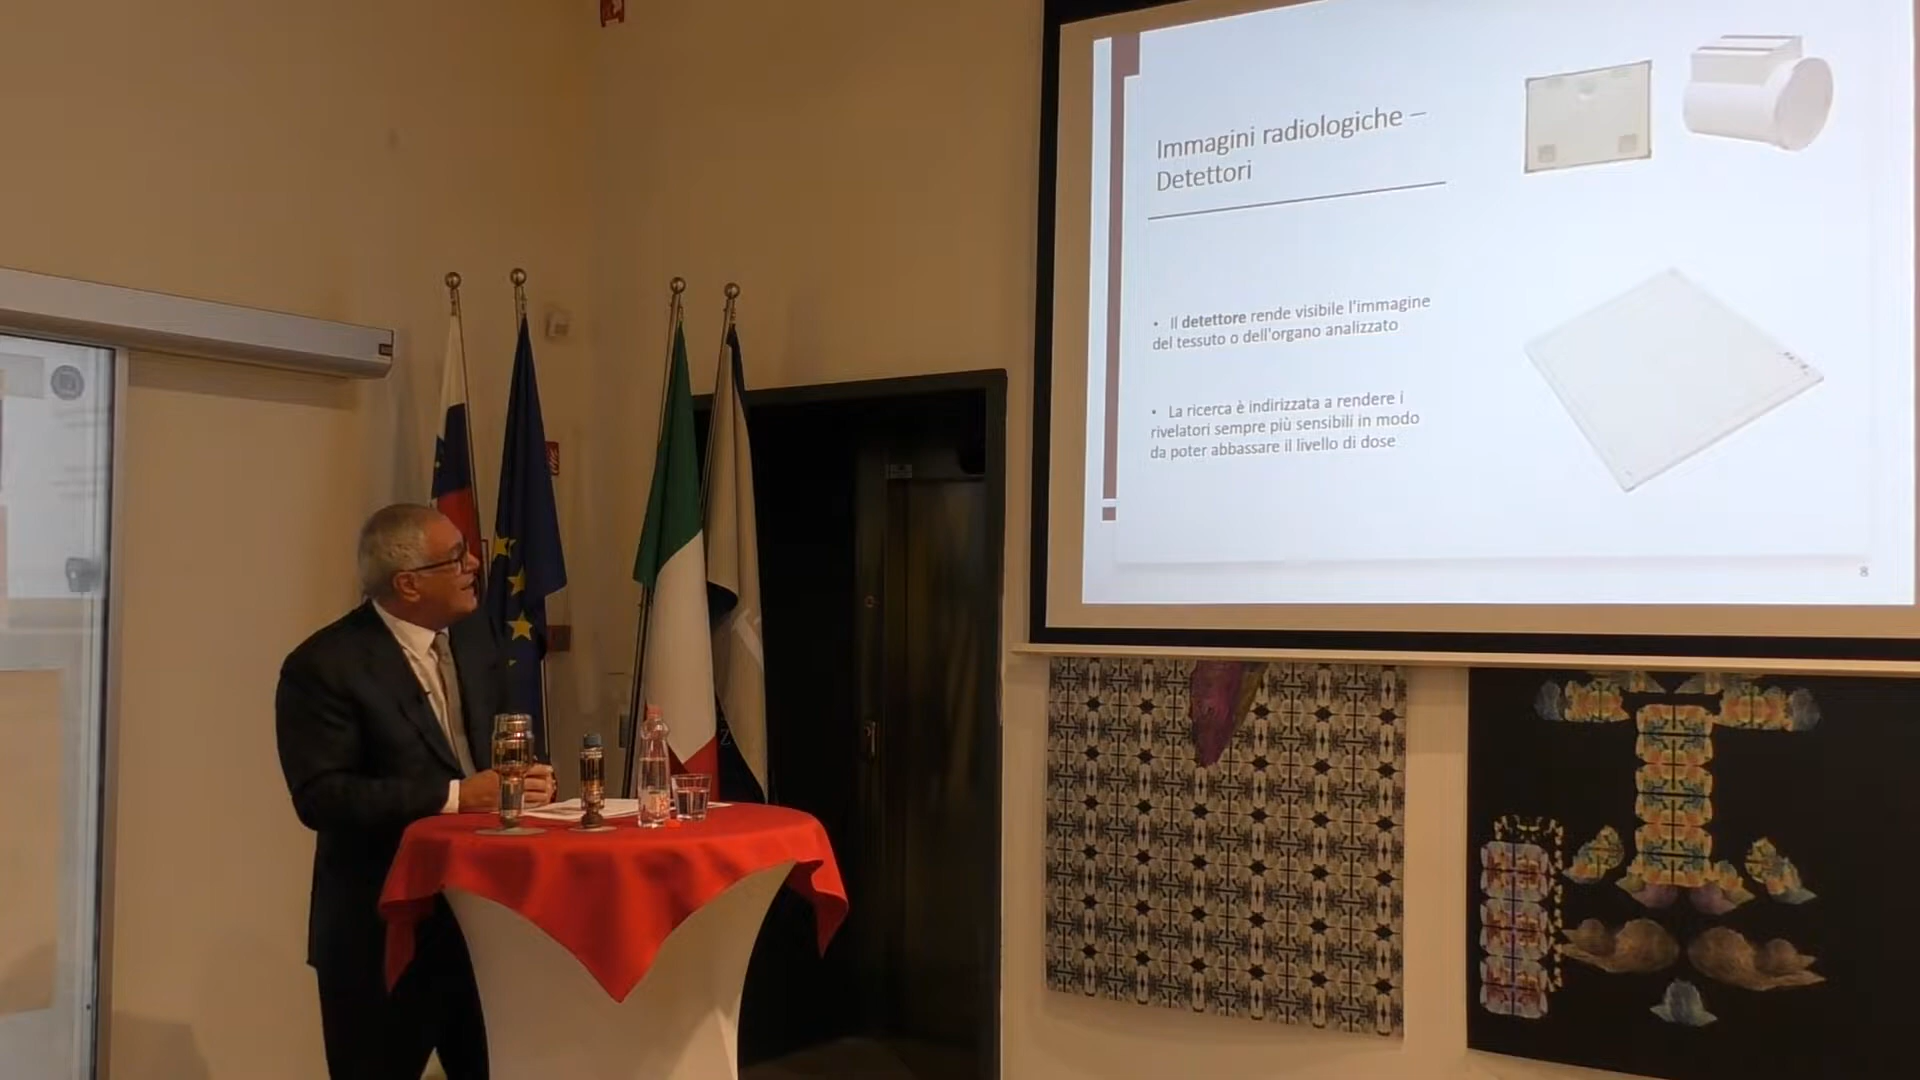 Immagini radiologiche –
Detettori
• Il detettore rende visibile l'immagine
del tessuto o dell'organo analizzato
• La ricerca è indirizzata a rendere i
rivelatori sempre più sensibili in modo
da poter abbassare il livello di dose
8